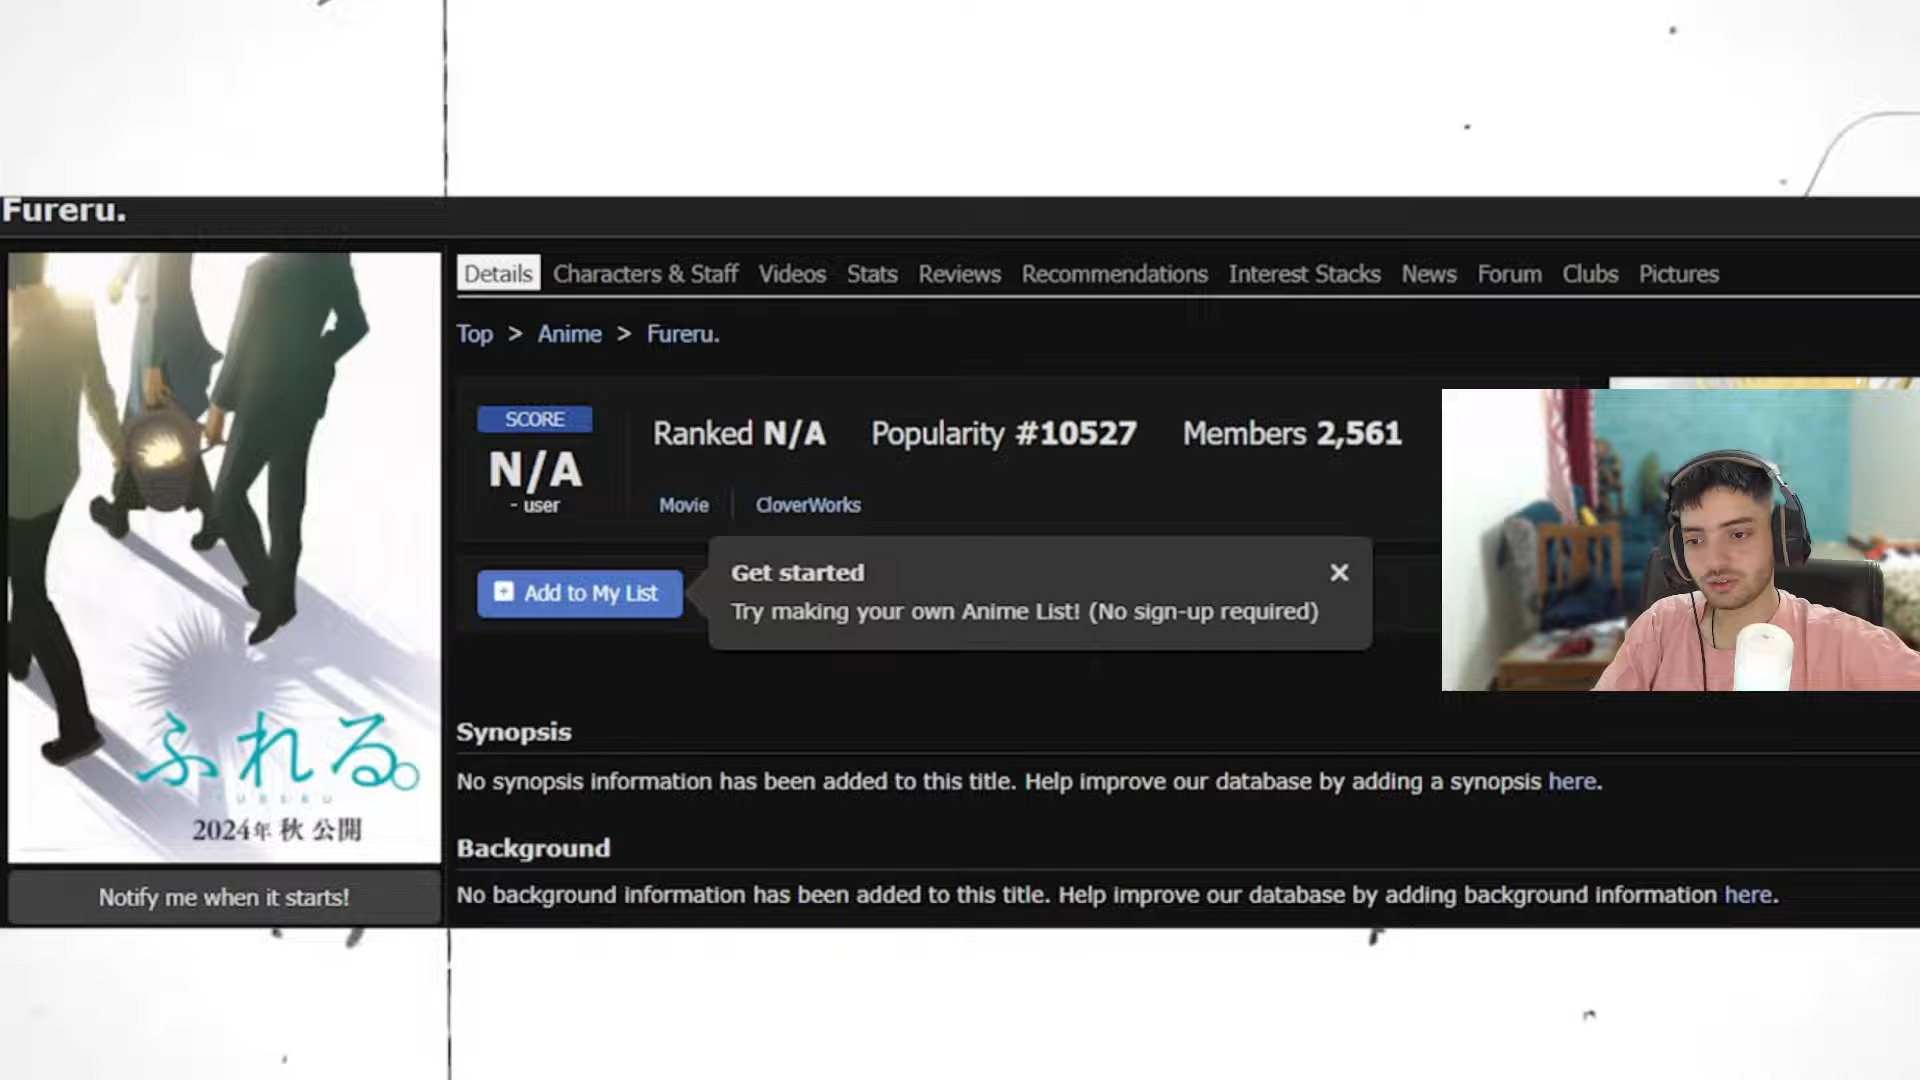 Fureru.
Details Characters & Staff Videos Stats Reviews Recommendations Interest Stacks News Forum Clubs Pictures
Top > Anime > Fureru.
SCORE
N/A
- user
Ranked N/A Popularity #10527 Members 2,561
Movie CloverWorks
Add to My List
Get started
Try making your own Anime List! (No sign-up required)
Synopsis
No synopsis information has been added to this title. Help improve our database by adding a synopsis here.
Background
No background information has been added to this title. Help improve our database by adding background information here.
ふれる。
FURERU
2024年 秋 公開
Notify me when it starts!